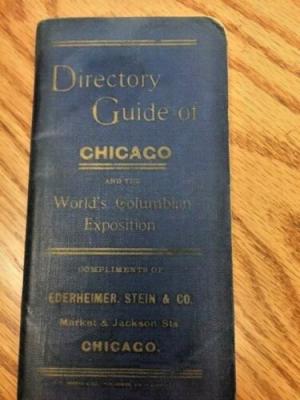 Directory
Guide of
CHICAGO
AND THE
World's Columbian
Exposition
COMPLIMENTS OF
EDERHEIMER, STEIN & CO.
Market & Jackson Sts
CHICAGO.